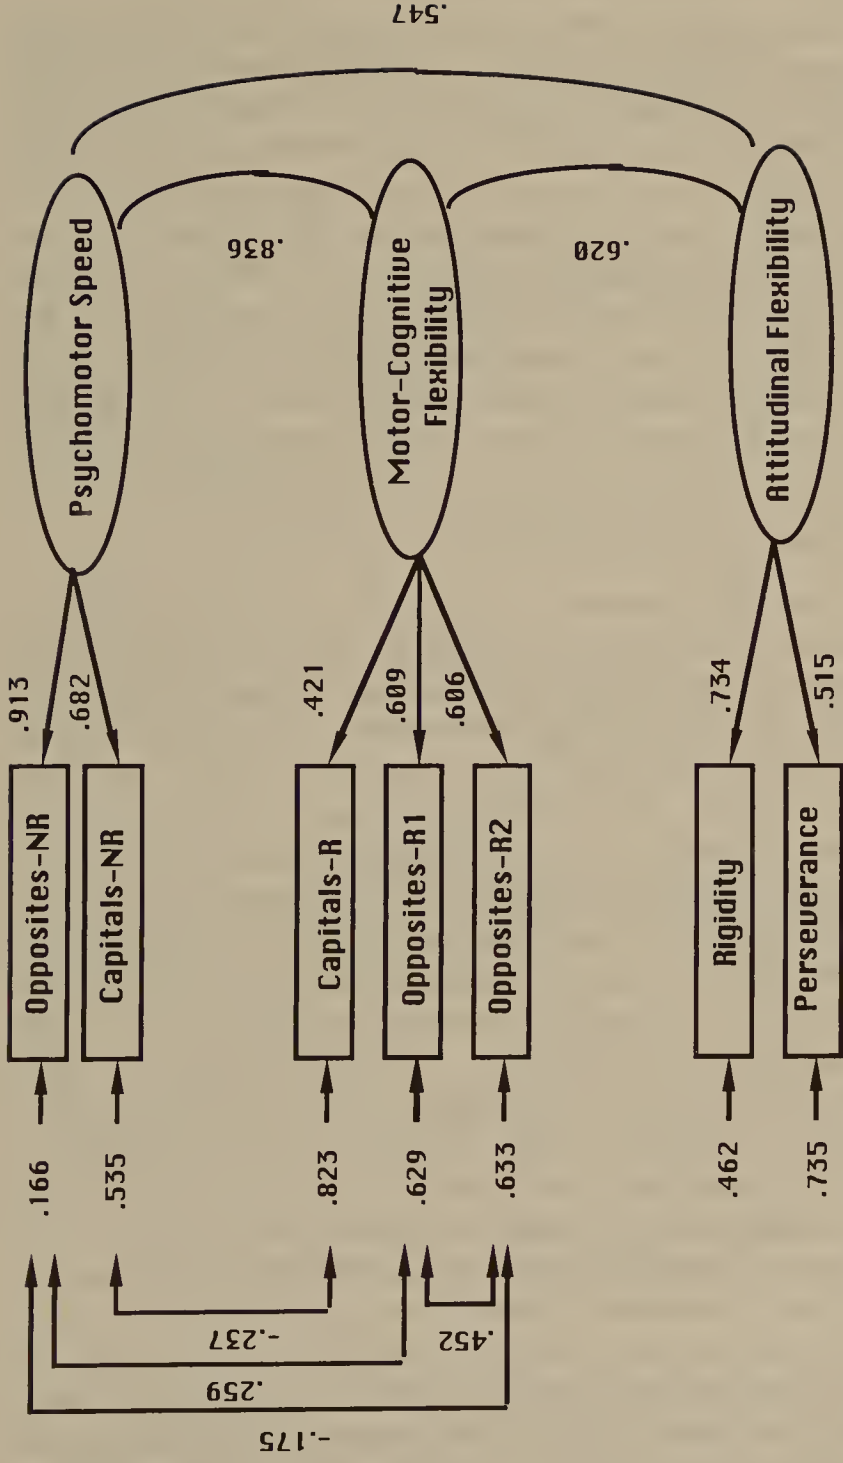 .547
Psychomotor Speed
.836
Motor-Cognitive
Flexibility
.620
Attitudinal Flexibility
.913
.682
.421
.609
.606
.734
.515
Opposites-NR
Capitals-NR
Capitals-R
Opposites-R1
Opposites-R2
Rigidity
Perseverance
.166
.535
.823
.629
.633
.462
.735
-.237
.452
.259
-.175